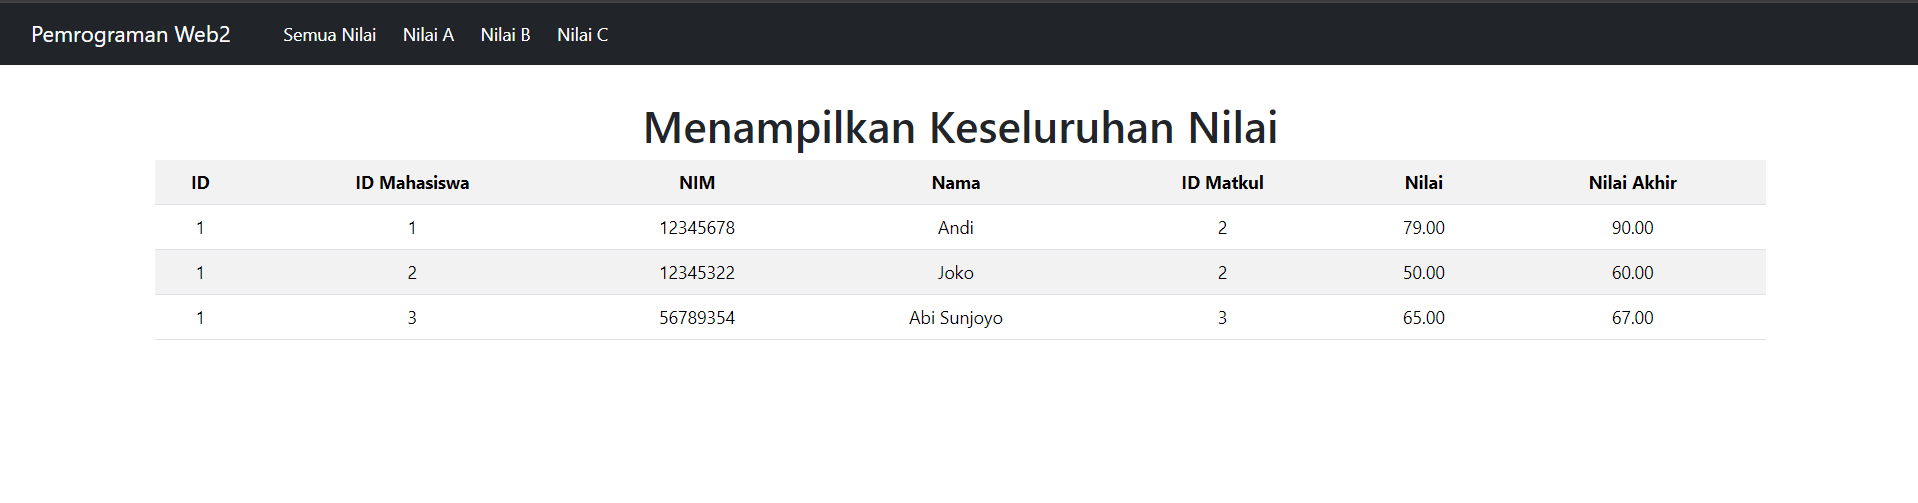 Pemrograman Web2 Semua Nilai Nilai A Nilai B Nilai C
Menampilkan Keseluruhan Nilai
ID ID Mahasiswa NIM Nama ID Matkul Nilai Nilai Akhir
1 1 12345678 Andi 2 79.00 90.00
1 2 12345322 Joko 2 50.00 60.00
1 3 56789354 Abi Sunjoyo 3 65.00 67.00